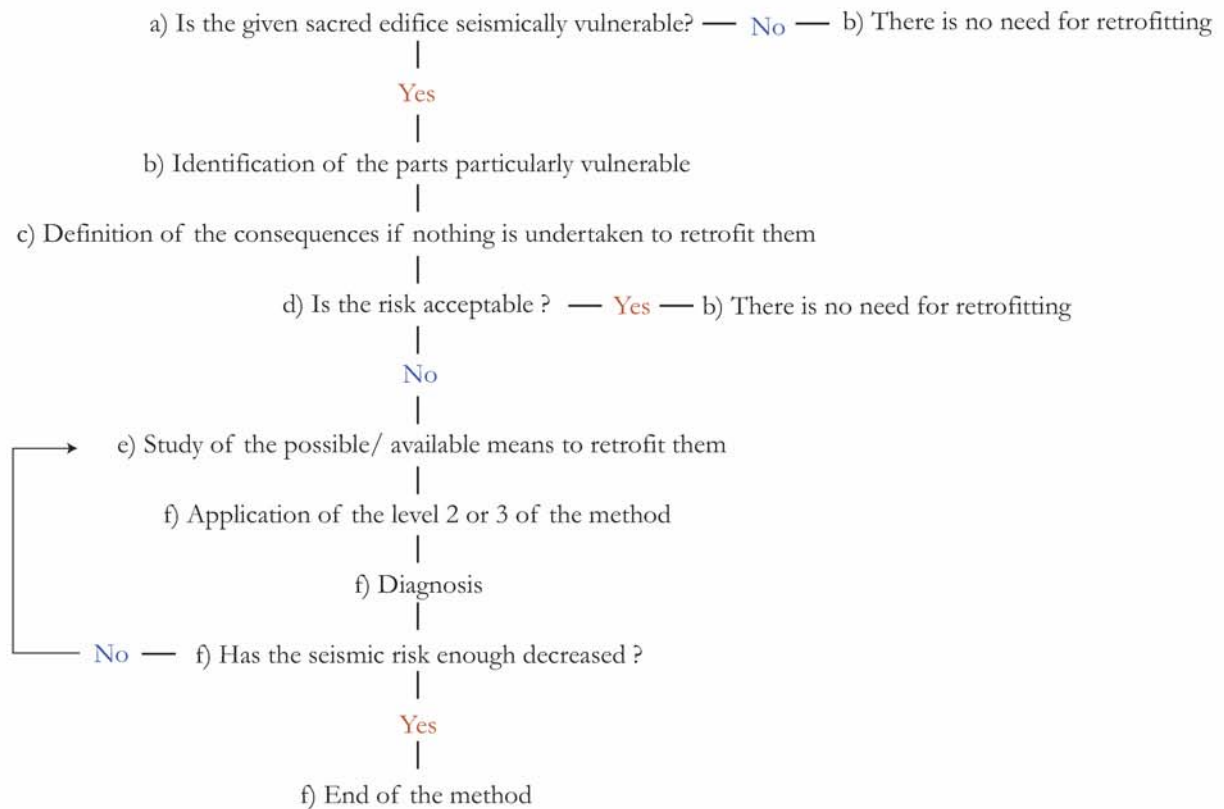 a) Is the given sacred edifice seismically vulnerable? — No — b) There is no need for retrofitting
Yes
b) Identification of the parts particularly vulnerable
c) Definition of the consequences if nothing is undertaken to retrofit them
d) Is the risk acceptable ? — Yes — b) There is no need for retrofitting
No
e) Study of the possible/ available means to retrofit them
f) Application of the level 2 or 3 of the method
f) Diagnosis
No — f) Has the seismic risk enough decreased ?
Yes
f) End of the method